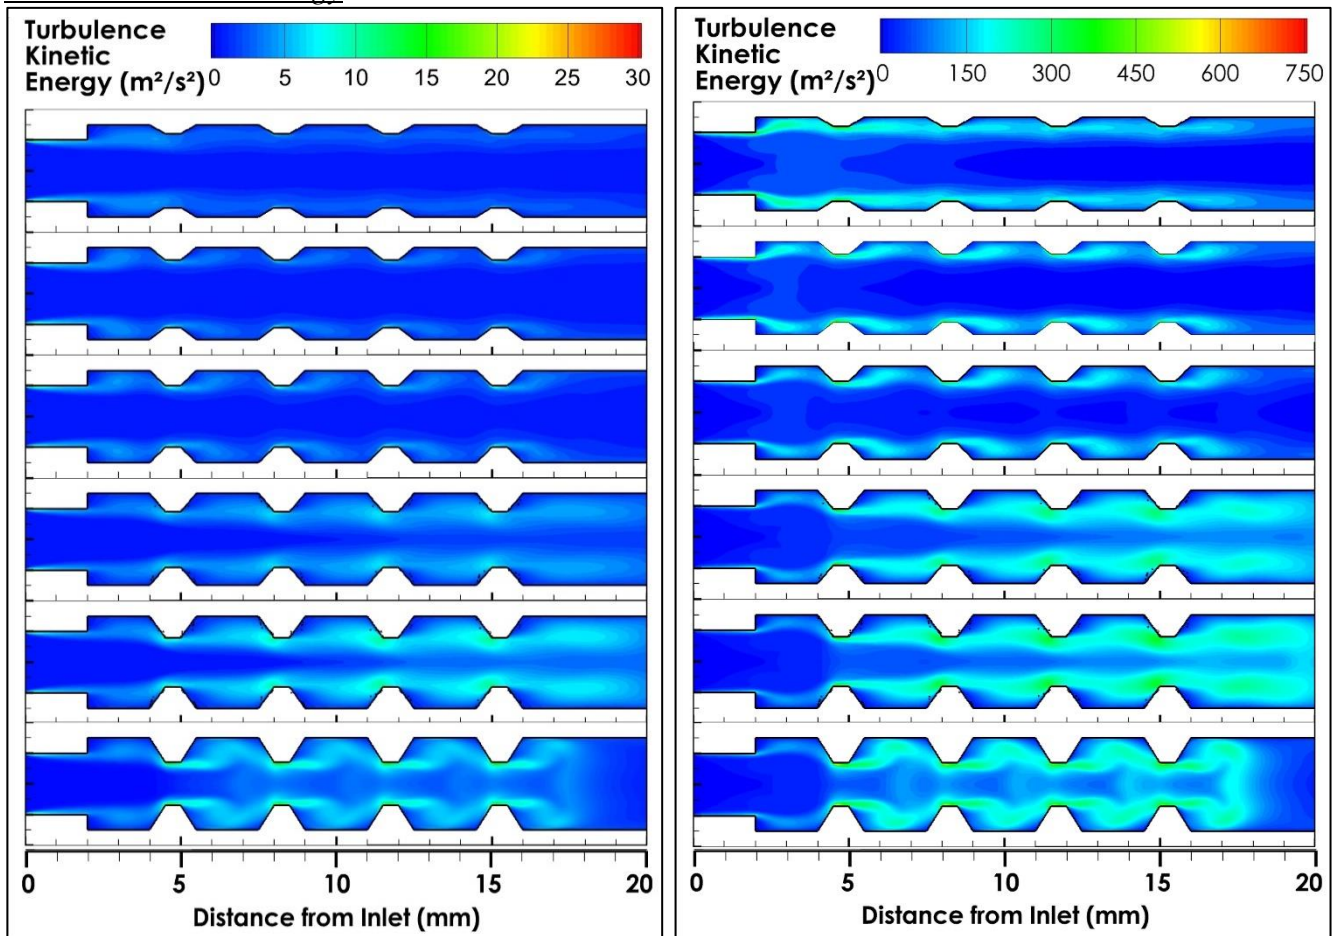 Turbulence
Kinetic
Energy (m²/s²)
0 5 10 15 20 25 30
0 5 10 15 20
Distance from Inlet (mm)
Turbulence
Kinetic
Energy (m²/s²)
0 150 300 450 600 750
0 5 10 15 20
Distance from Inlet (mm)